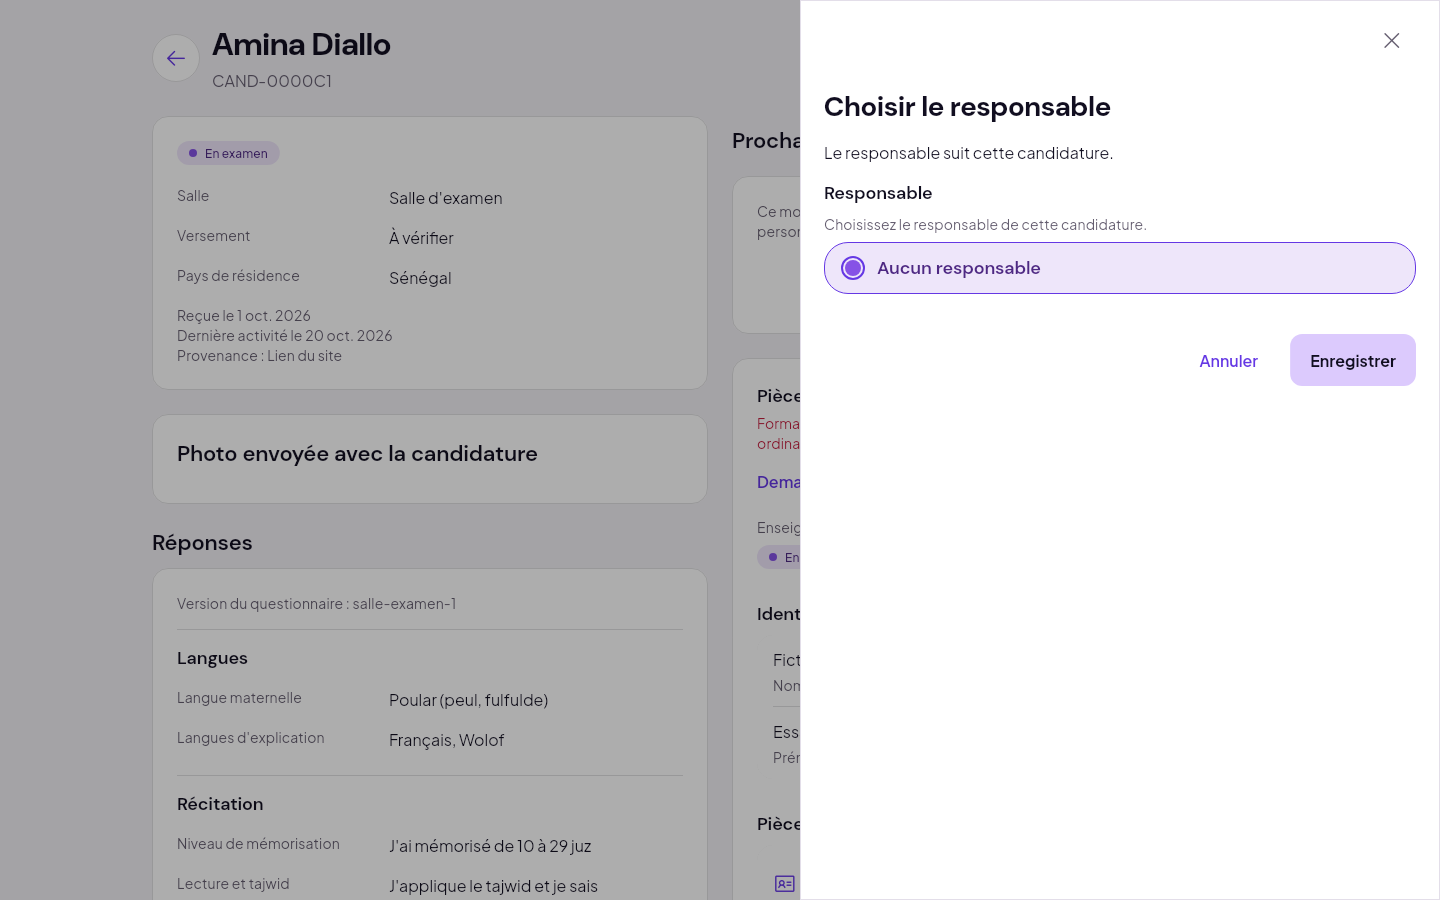 Amina Diallo
CAND-0000C1
En examen
Salle
Salle d'examen
Versement
À vérifier
Pays de résidence
Sénégal
Reçue le 1 oct. 2026
Dernière activité le 20 oct. 2026
Provenance : Lien du site
Photo envoyée avec la candidature
Réponses
Version du questionnaire : salle-examen-1
Langues
Langue maternelle
Poular (peul, fulfulde)
Langues d'explication
Français, Wolof
Récitation
Niveau de mémorisation
J'ai mémorisé de 10 à 29 juz
Lecture et tajwid
J'applique le tajwid et je sais
Choisir le responsable
Le responsable suit cette candidature.
Responsable
Choisissez le responsable de cette candidature.
Aucun responsable
Annuler
Enregistrer